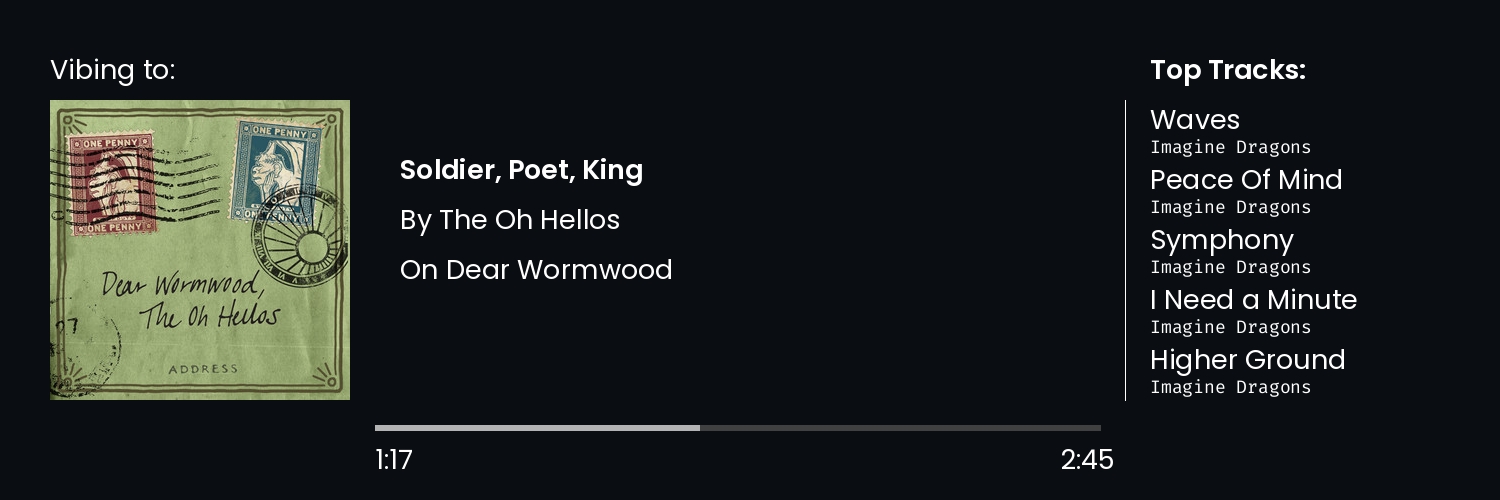 Vibing to:
ONE PENNY
ONE PENNY
ONE PENNY
ONE PENNY
Dear Wormwood,
The Oh Hellos
ADDRESS
Soldier, Poet, King
By The Oh Hellos
On Dear Wormwood
1:17
2:45
Top Tracks:
Waves
Imagine Dragons
Peace Of Mind
Imagine Dragons
Symphony
Imagine Dragons
I Need a Minute
Imagine Dragons
Higher Ground
Imagine Dragons